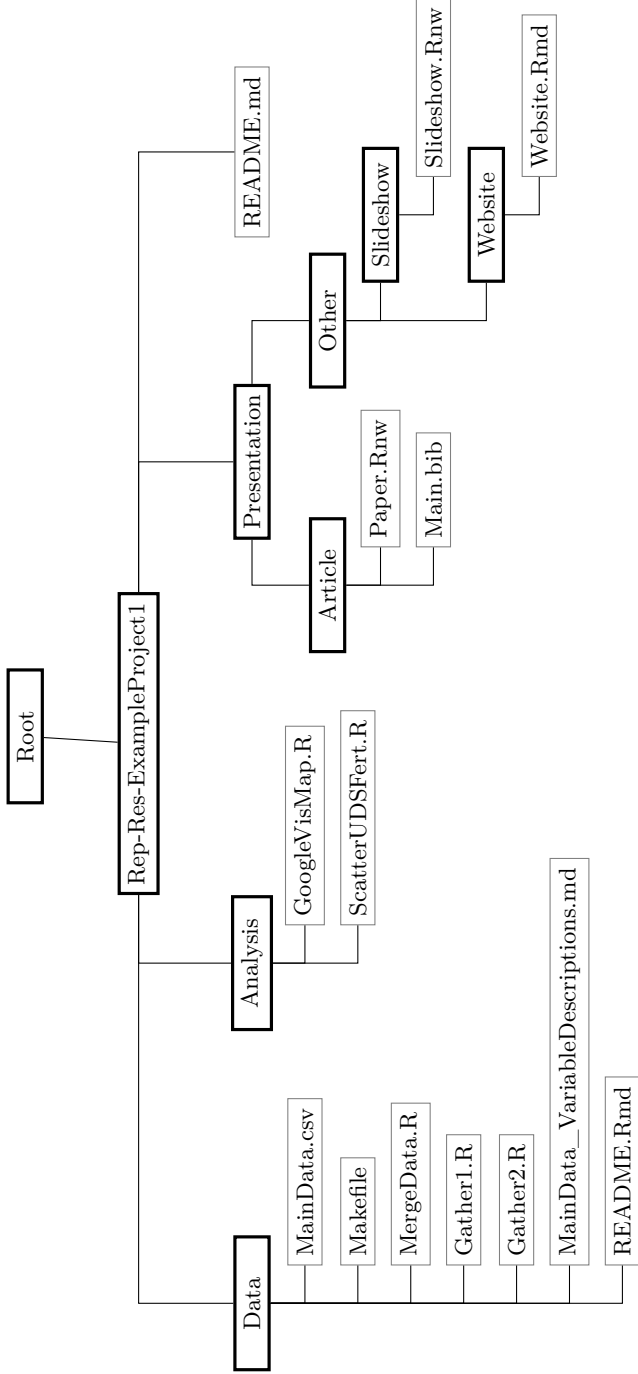 Root
Rep-Res-ExampleProject1
Data
MainData.csv
Makefile
MergeData.R
Gather1.R
Gather2.R
MainData_VariableDescriptions.md
README.Rmd
Analysis
GoogleVisMap.R
ScatterUDSFert.R
Presentation
Article
Paper.Rnw
Main.bib
Other
Slideshow
Slideshow.Rnw
Website
Website.Rmd
README.md